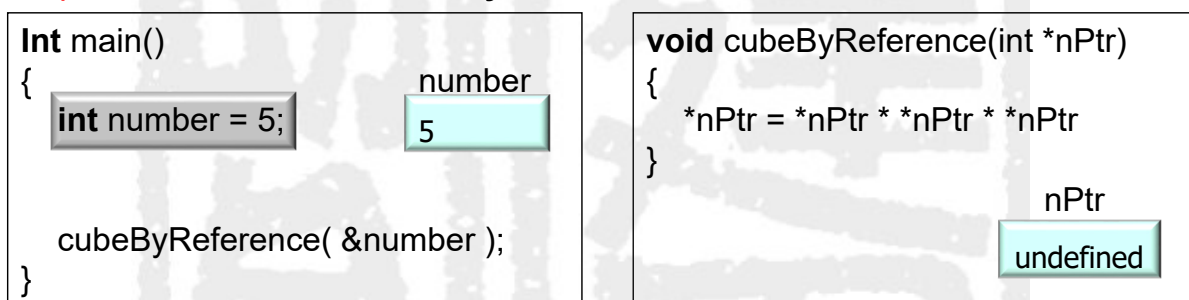 Int main()
{
number
int number = 5;
5
cubeByReference( &number );
}
void cubeByReference(int *nPtr)
{
*nPtr = *nPtr * *nPtr * *nPtr
}
nPtr
undefined